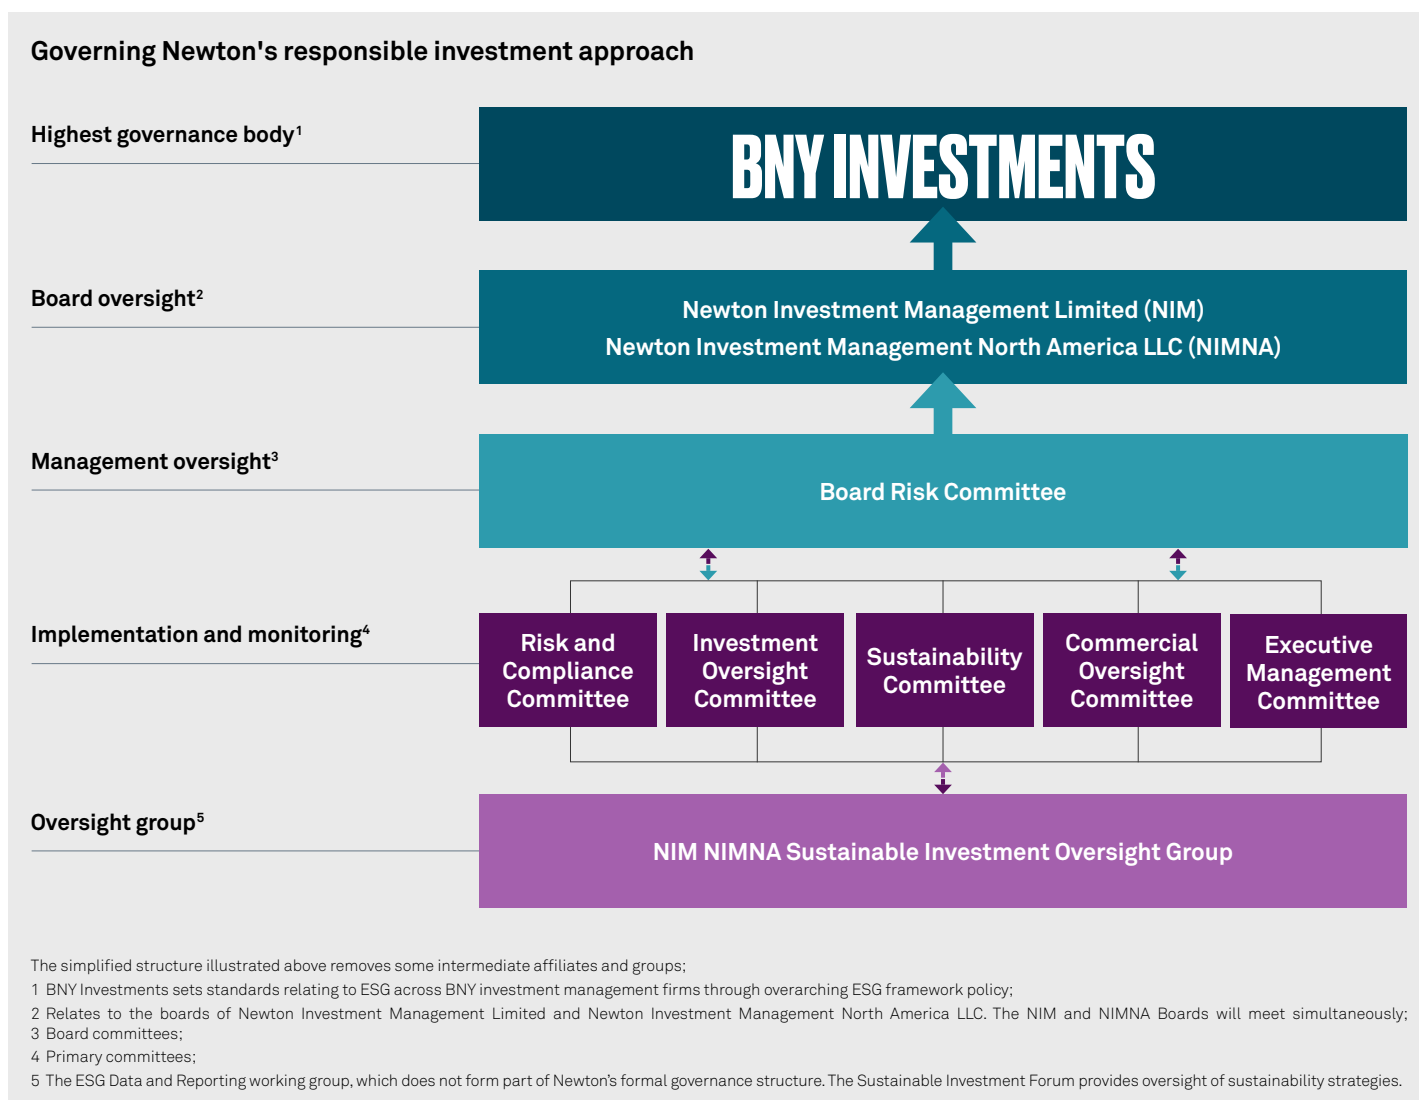 Governing Newton's responsible investment approach
Highest governance body1
BNY INVESTMENTS
Board oversight2
Newton Investment Management Limited (NIM)
Newton Investment Management North America LLC (NIMNA)
Management oversight3
Board Risk Committee
Implementation and monitoring4
Risk and
Compliance
Committee
Investment
Oversight
Committee
Sustainability
Committee
Commercial
Oversight
Committee
Executive
Management
Committee
Oversight group5
NIM NIMNA Sustainable Investment Oversight Group
The simplified structure illustrated above removes some intermediate affiliates and groups;
1 BNY Investments sets standards relating to ESG across BNY investment management firms through overarching ESG framework policy;
2 Relates to the boards of Newton Investment Management Limited and Newton Investment Management North America LLC. The NIM and NIMNA Boards will meet simultaneously;
3 Board committees;
4 Primary committees;
5 The ESG Data and Reporting working group, which does not form part of Newton’s formal governance structure. The Sustainable Investment Forum provides oversight of sustainability strategies.